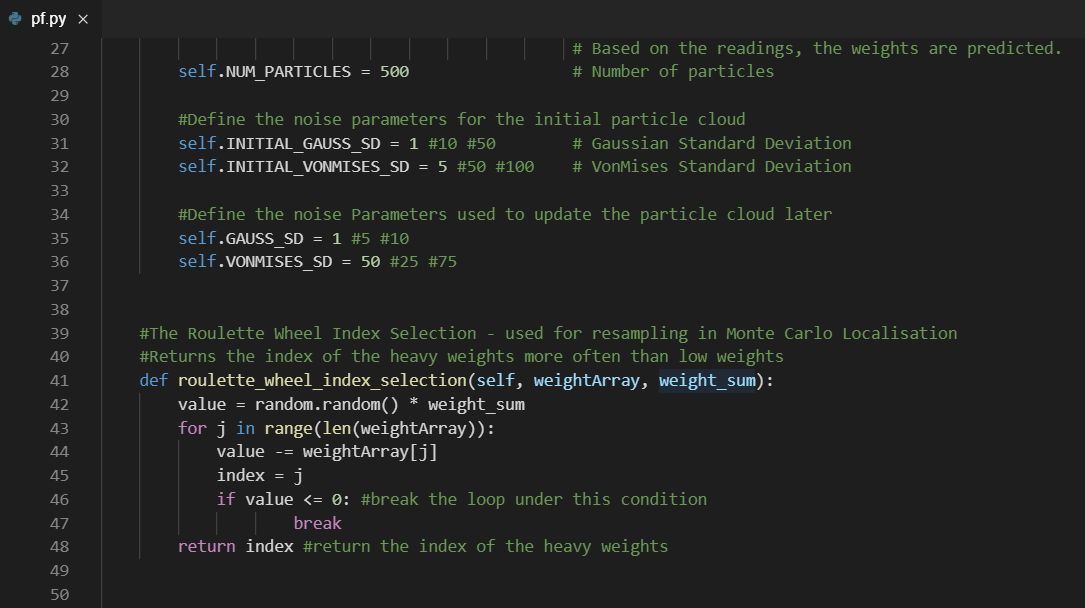 pf.py ×
27 # Based on the readings, the weights are predicted.
28 self.NUM_PARTICLES = 500 # Number of particles
29
30 #Define the noise parameters for the initial particle cloud
31 self.INITIAL_GAUSS_SD = 1 #10 #50 # Gaussian Standard Deviation
32 self.INITIAL_VONMISES_SD = 5 #50 #100 # VonMises Standard Deviation
33
34 #Define the noise Parameters used to update the particle cloud later
35 self.GAUSS_SD = 1 #5 #10
36 self.VONMISES_SD = 50 #25 #75
37
38
39 #The Roulette Wheel Index Selection - used for resampling in Monte Carlo Localisation
40 #Returns the index of the heavy weights more often than low weights
41 def roulette_wheel_index_selection(self, weightArray, weight_sum):
42 value = random.random() * weight_sum
43 for j in range(len(weightArray)):
44 value -= weightArray[j]
45 index = j
46 if value <= 0: #break the loop under this condition
47 break
48 return index #return the index of the heavy weights
49
50